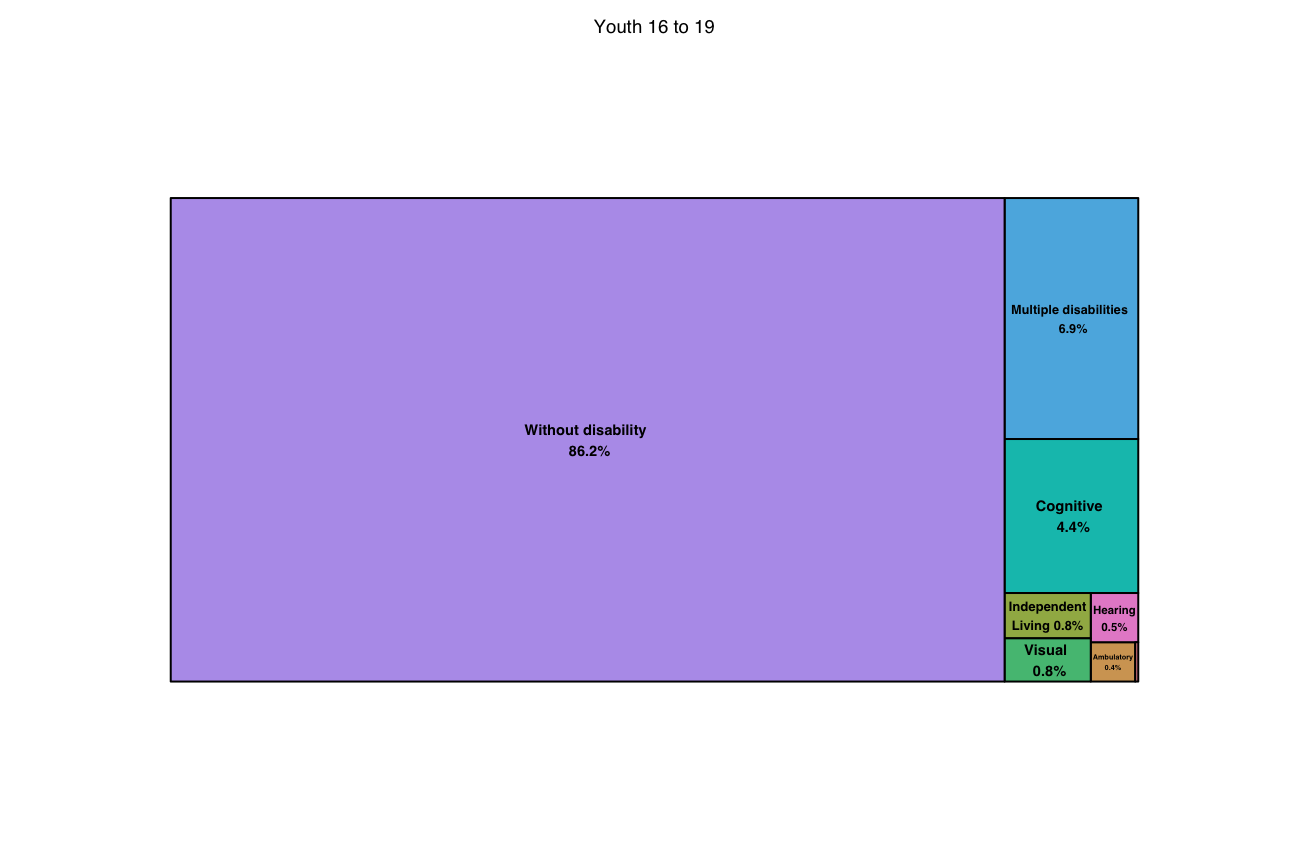 Youth 16 to 19
Without disability
86.2%
Multiple disabilities
6.9%
Cognitive
4.4%
Independent
Living 0.8%
Hearing
0.5%
Visual
0.8%
Ambulatory
0.4%